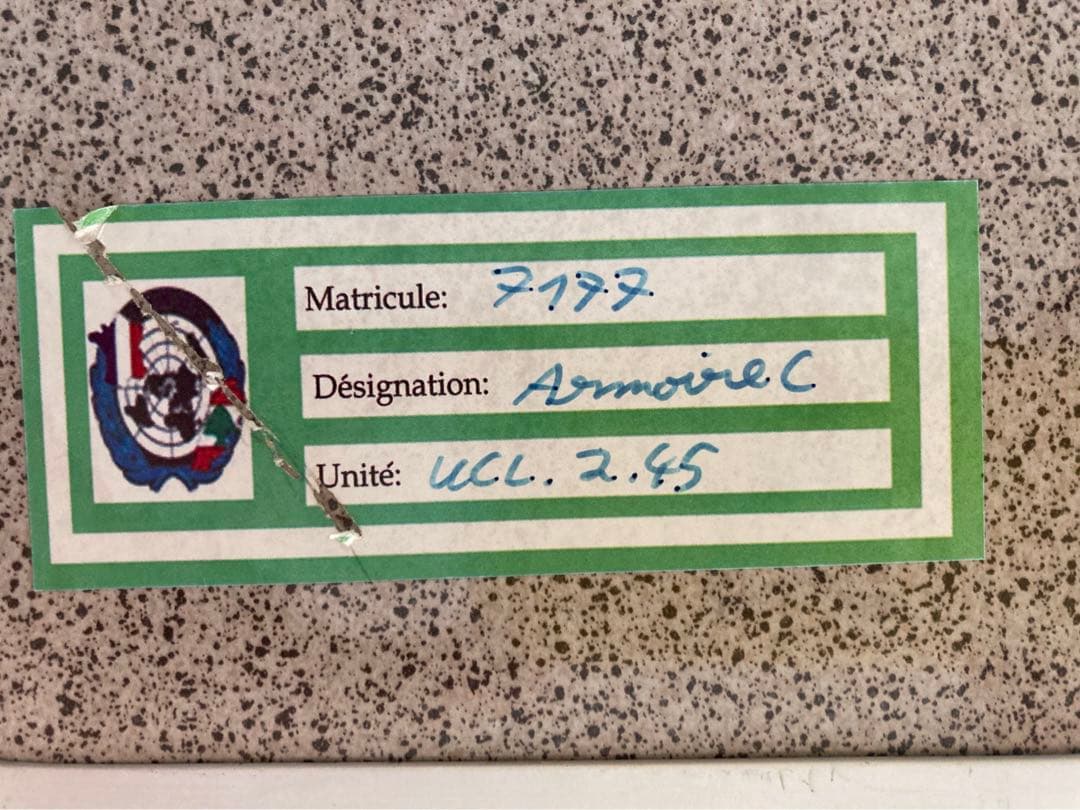 Matricule: 7177
Désignation: Armoire C
Unité: UCL. 2.45